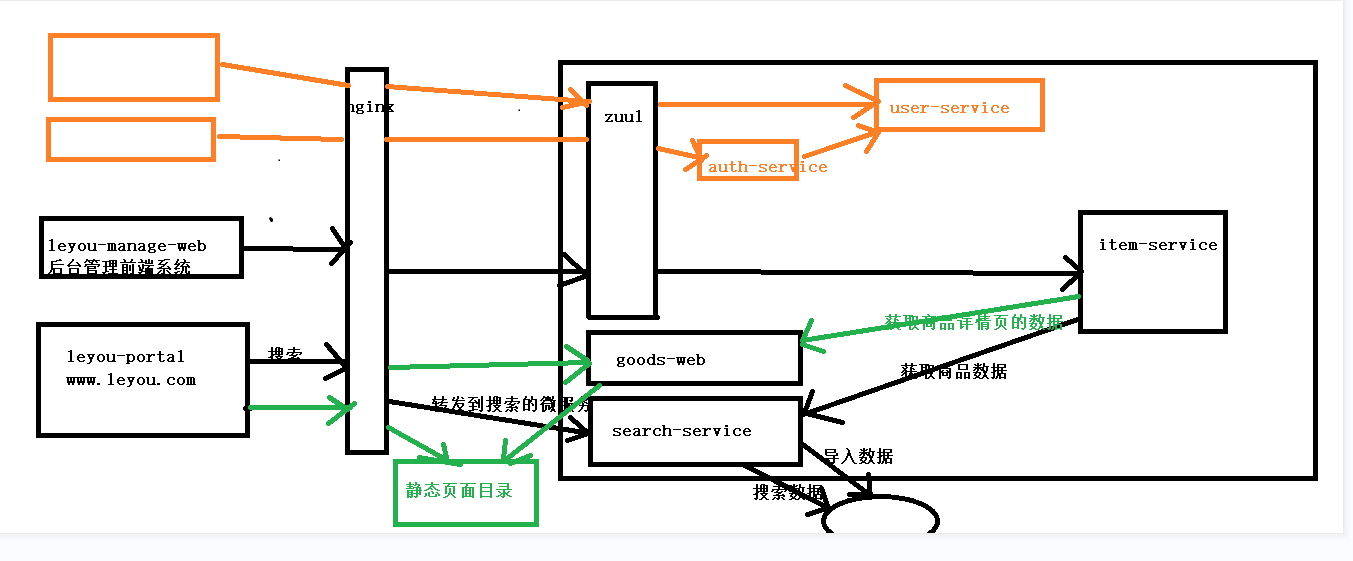 nginx
zuul
user-service
auth-service
leyou-manage-web
后台管理前端系统
item-service
获取商品详情页的数据
leyou-portal
www.leyou.com
搜索
goods-web
获取商品数据
转发到搜索的微服务
search-service
导入数据
静态页面目录
搜索数据